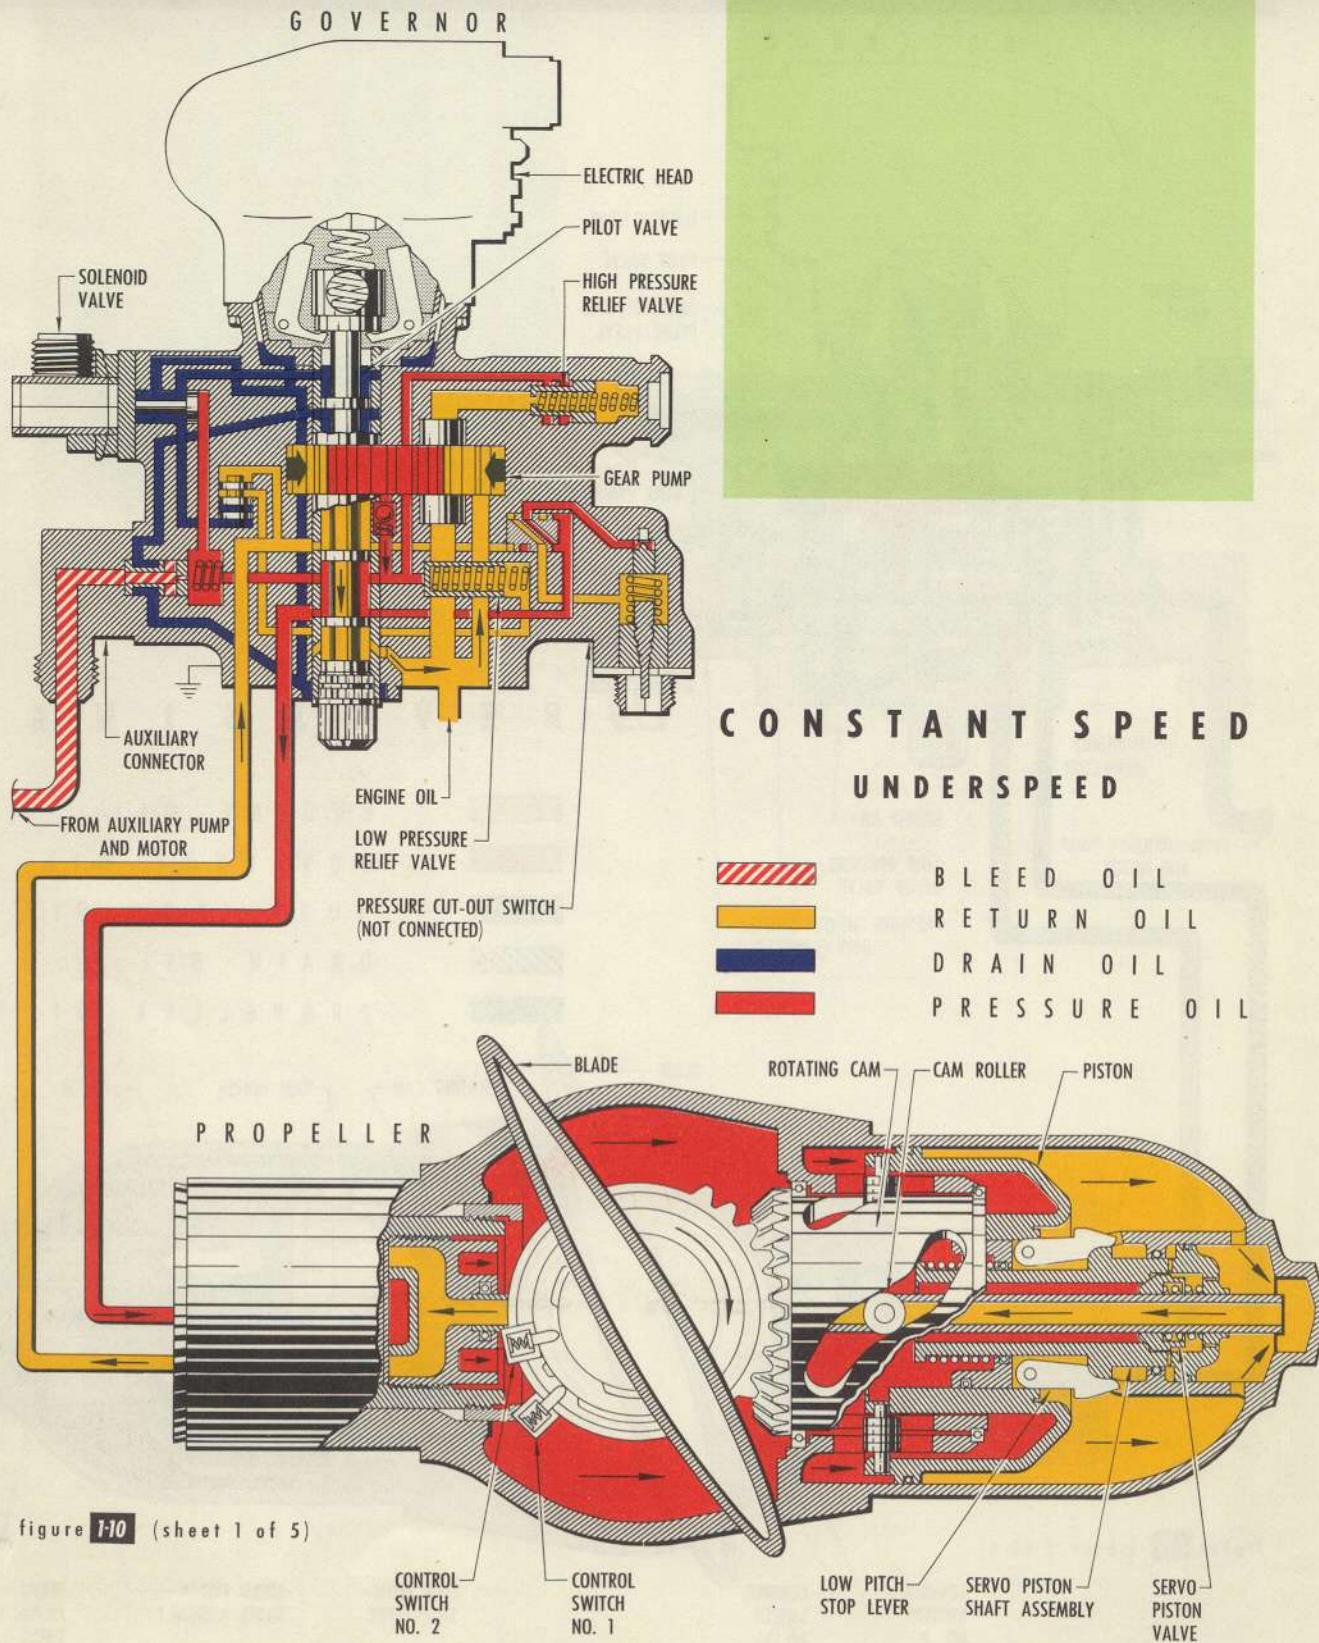 GOVERNOR
ELECTRIC HEAD
PILOT VALVE
SOLENOID
VALVE
HIGH PRESSURE
RELIEF VALVE
GEAR PUMP
AUXILIARY
CONNECTOR
ENGINE OIL
FROM AUXILIARY PUMP
AND MOTOR
LOW PRESSURE
RELIEF VALVE
PRESSURE CUT-OUT SWITCH
(NOT CONNECTED)
CONSTANT SPEED
UNDERSPEED
BLEED OIL
RETURN OIL
DRAIN OIL
PRESSURE OIL
BLADE
ROTATING CAM
CAM ROLLER
PISTON
PROPELLER
figure 1-10 (sheet 1 of 5)
CONTROL
SWITCH
NO. 2
CONTROL
SWITCH
NO. 1
LOW PITCH
STOP LEVER
SERVO PISTON
SHAFT ASSEMBLY
SERVO
PISTON
VALVE